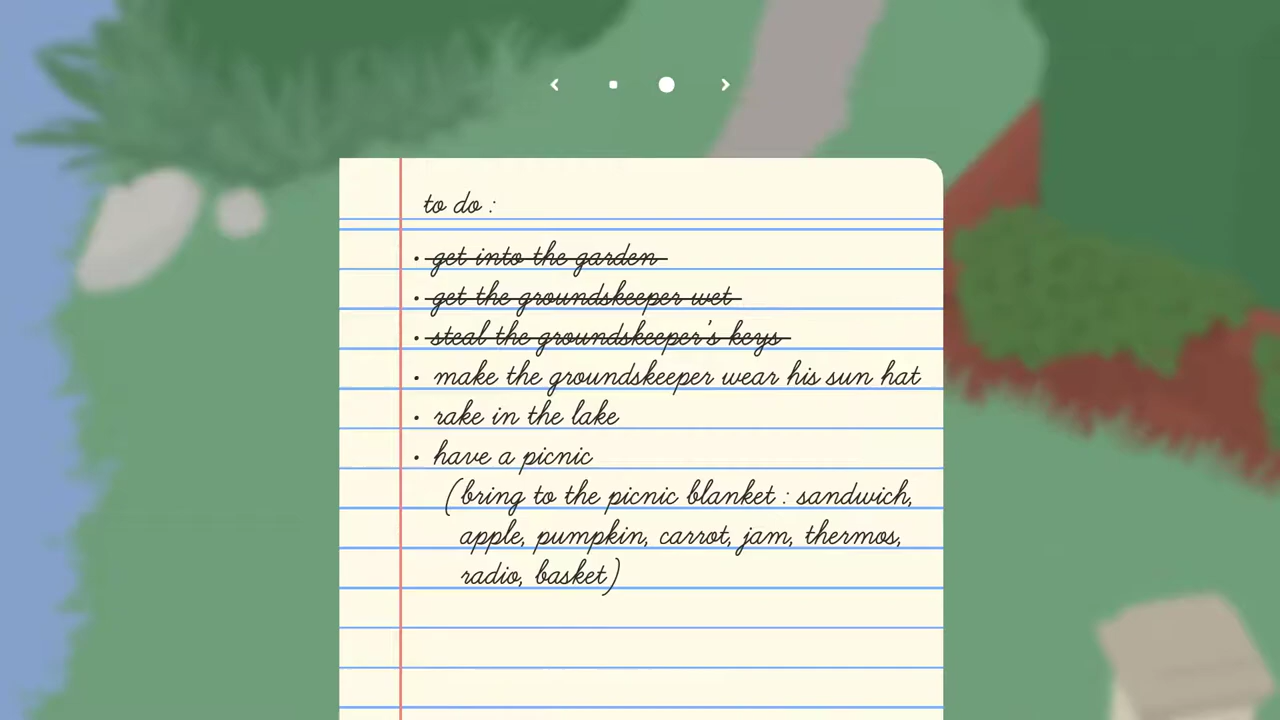 to do :
• get into the garden
• get the groundskeeper wet
• steal the groundskeeper's keys
• make the groundskeeper wear his sun hat
• rake in the lake
• have a picnic
(bring to the picnic blanket : sandwich,
apple, pumpkin, carrot, jam, thermos,
radio, basket)